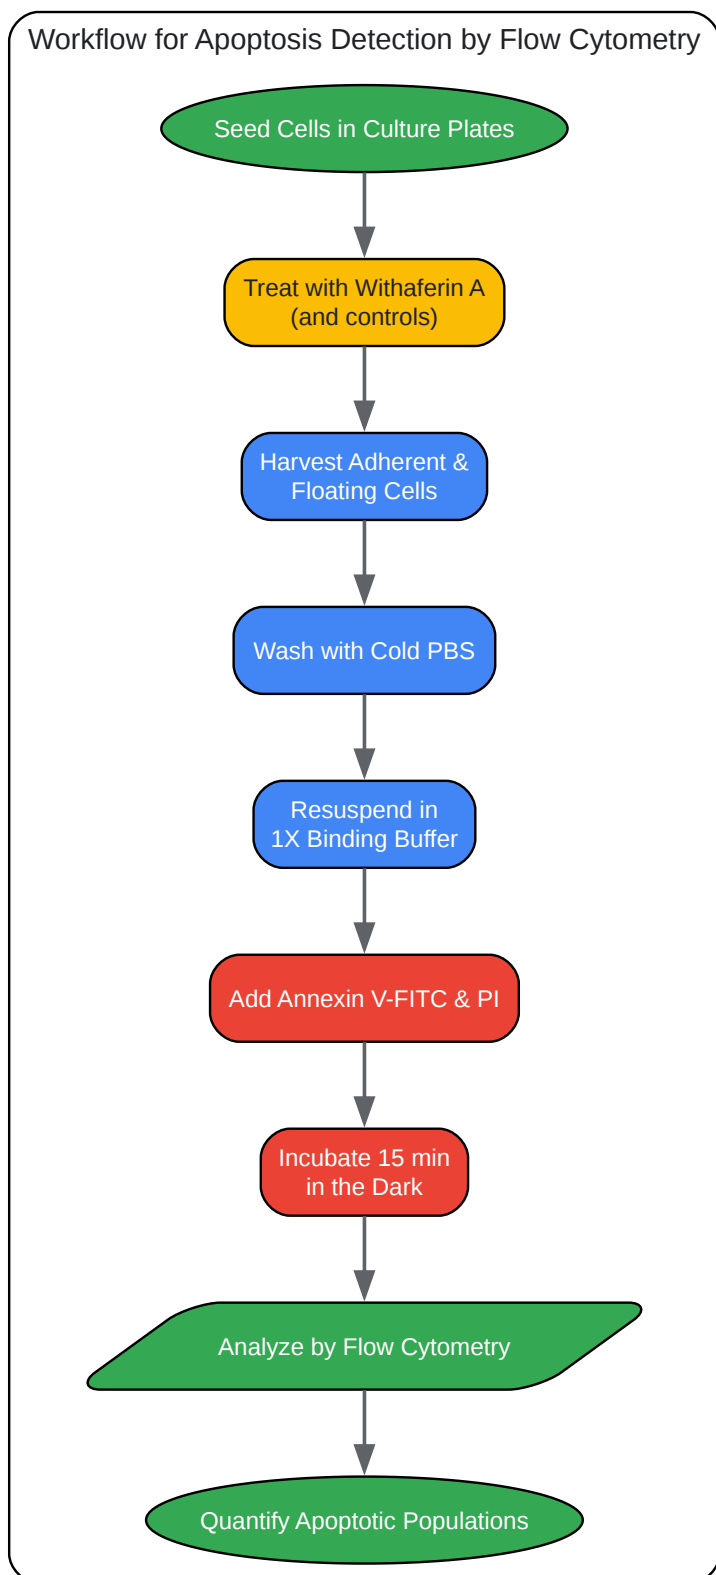 Workflow for Apoptosis Detection by Flow Cytometry
Seed Cells in Culture Plates
Treat with Withaferin A
(and controls)
Harvest Adherent &
Floating Cells
Wash with Cold PBS
Resuspend in
1X Binding Buffer
Add Annexin V-FITC & PI
Incubate 15 min
in the Dark
Analyze by Flow Cytometry
Quantify Apoptotic Populations